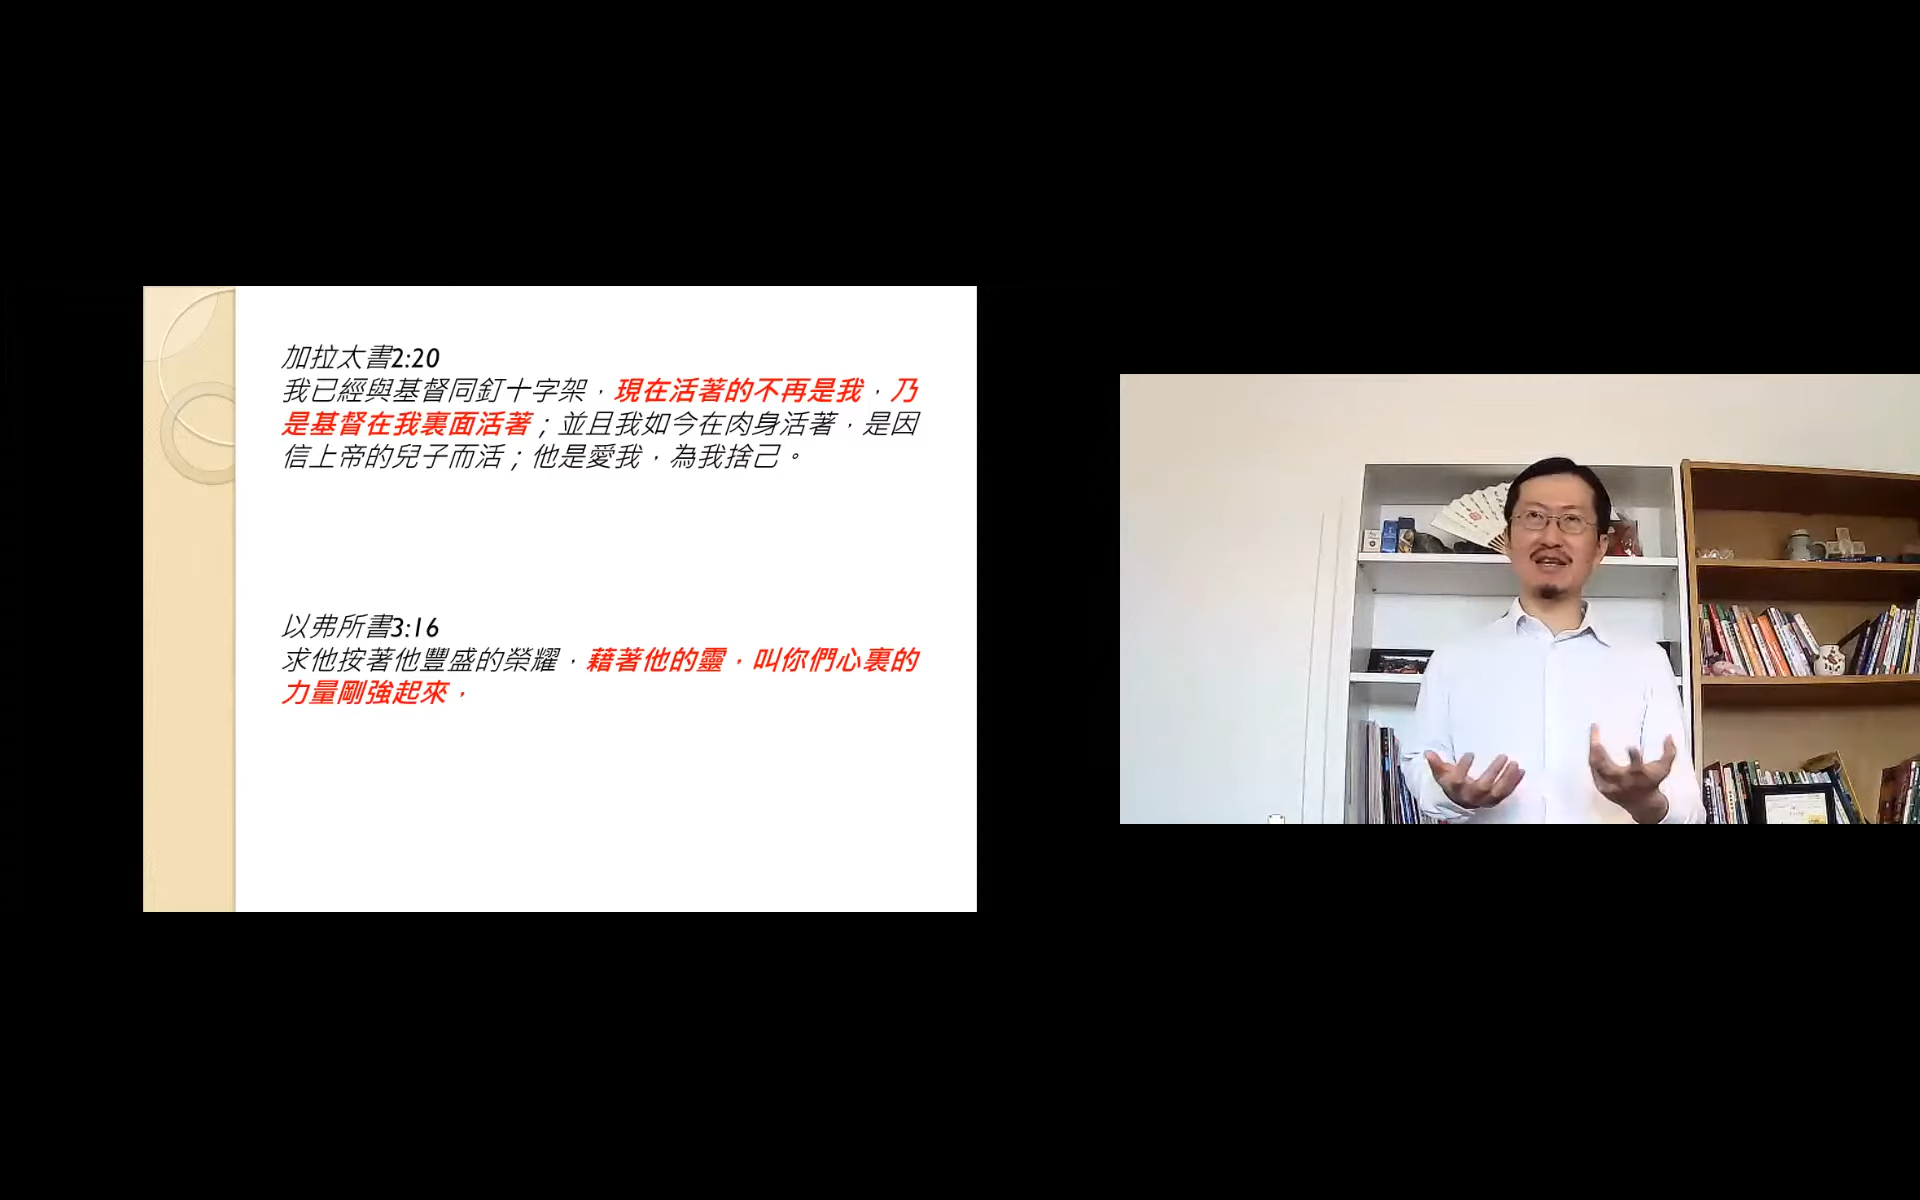 加拉太書2:20
我已經與基督同釘十字架，現在活著的不再是我，乃
是基督在我裏面活著；並且我如今在肉身活著，是因
信上帝的兒子而活；他是愛我，為我捨己。
以弗所書3:16
求他按著他豐盛的榮耀，藉著他的靈，叫你們心裏的
力量剛強起來，